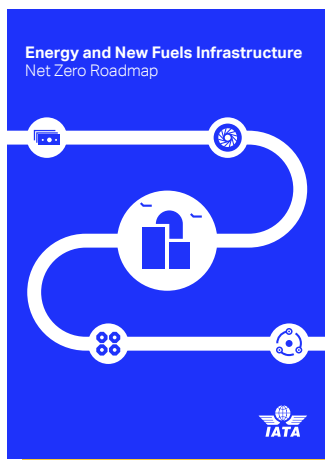 Energy and New Fuels Infrastructure
Net Zero Roadmap
IATA